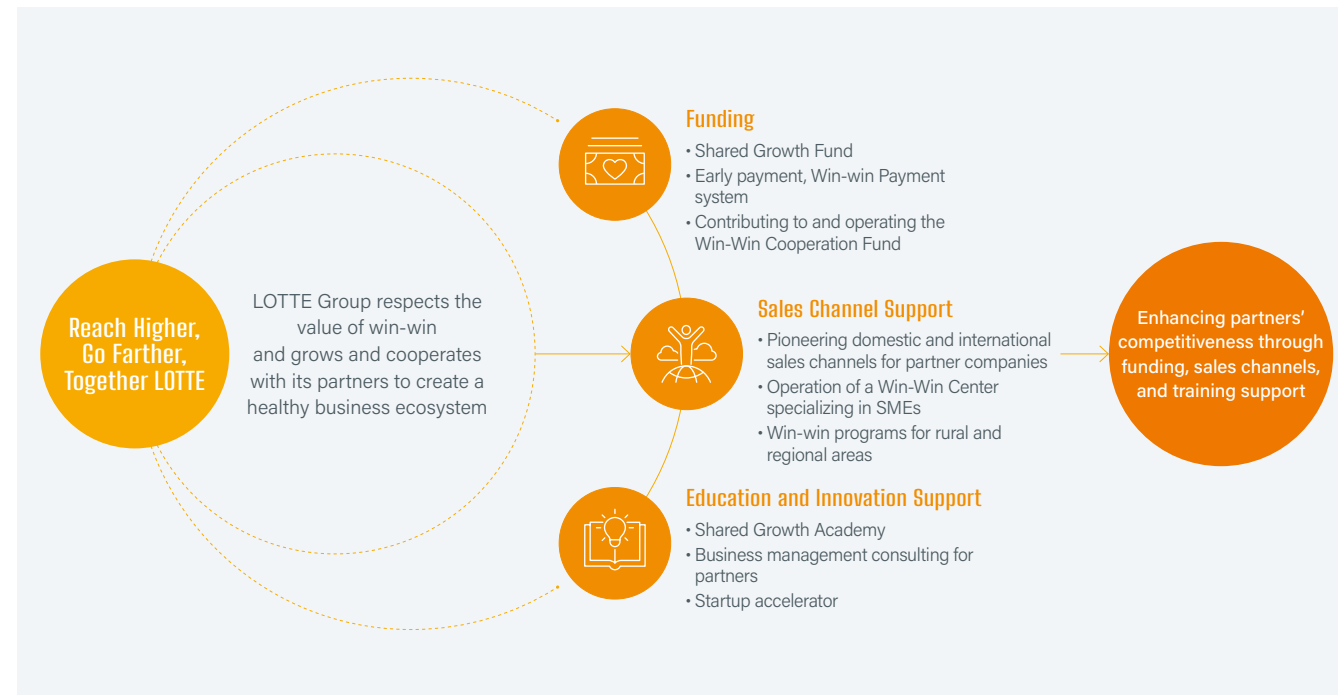 Reach Higher,
Go Farther,
Together LOTTE
LOTTE Group respects the
value of win-win
and grows and cooperates
with its partners to create a
healthy business ecosystem
Funding
• Shared Growth Fund
• Early payment, Win-win Payment
system
• Contributing to and operating the
Win-Win Cooperation Fund
Sales Channel Support
• Pioneering domestic and international
sales channels for partner companies
• Operation of a Win-Win Center
specializing in SMEs
• Win-win programs for rural and
regional areas
Education and Innovation Support
• Shared Growth Academy
• Business management consulting for
partners
• Startup accelerator
Enhancing partners’
competitiveness through
funding, sales channels,
and training support